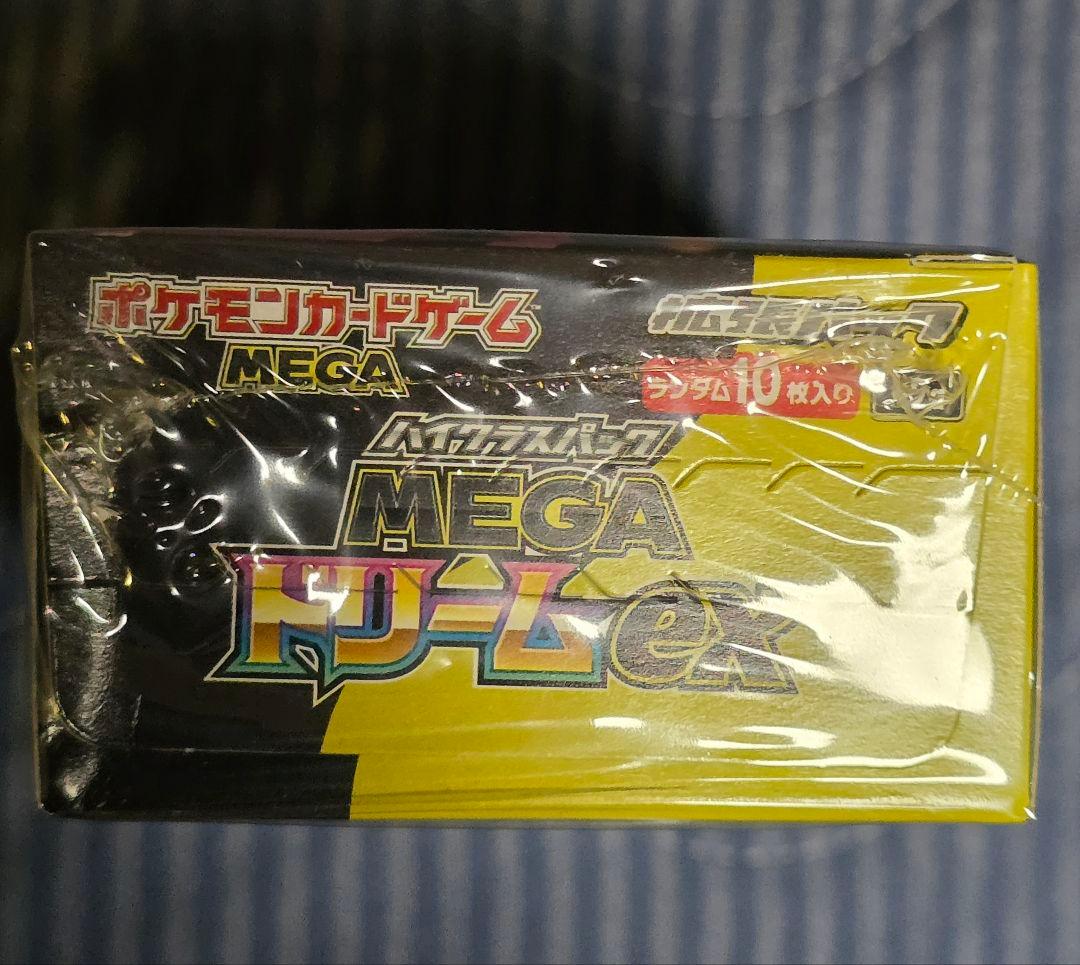 ポケモンカードゲーム
MEGA
拡張パック
ランダム10枚入り
ハイクラスパック
MEGA
ドリームex